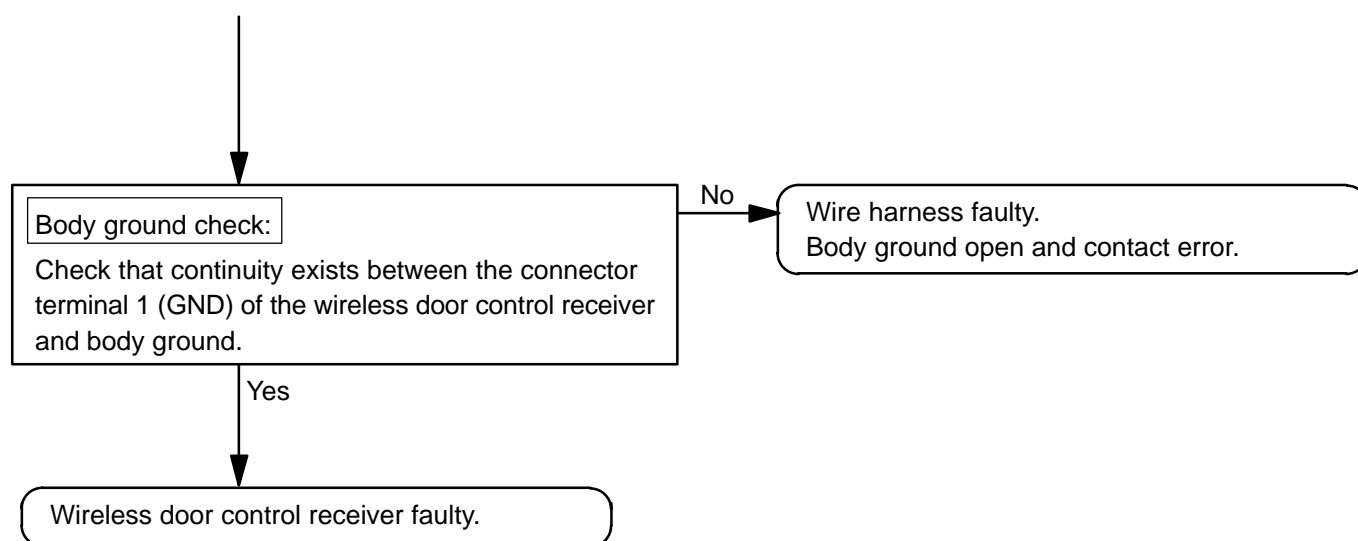 No
Body ground check:
Wire harness faulty.
Body ground open and contact error.
Check that continuity exists between the connector
terminal 1 (GND) of the wireless door control receiver
and body ground.
Yes
Wireless door control receiver faulty.